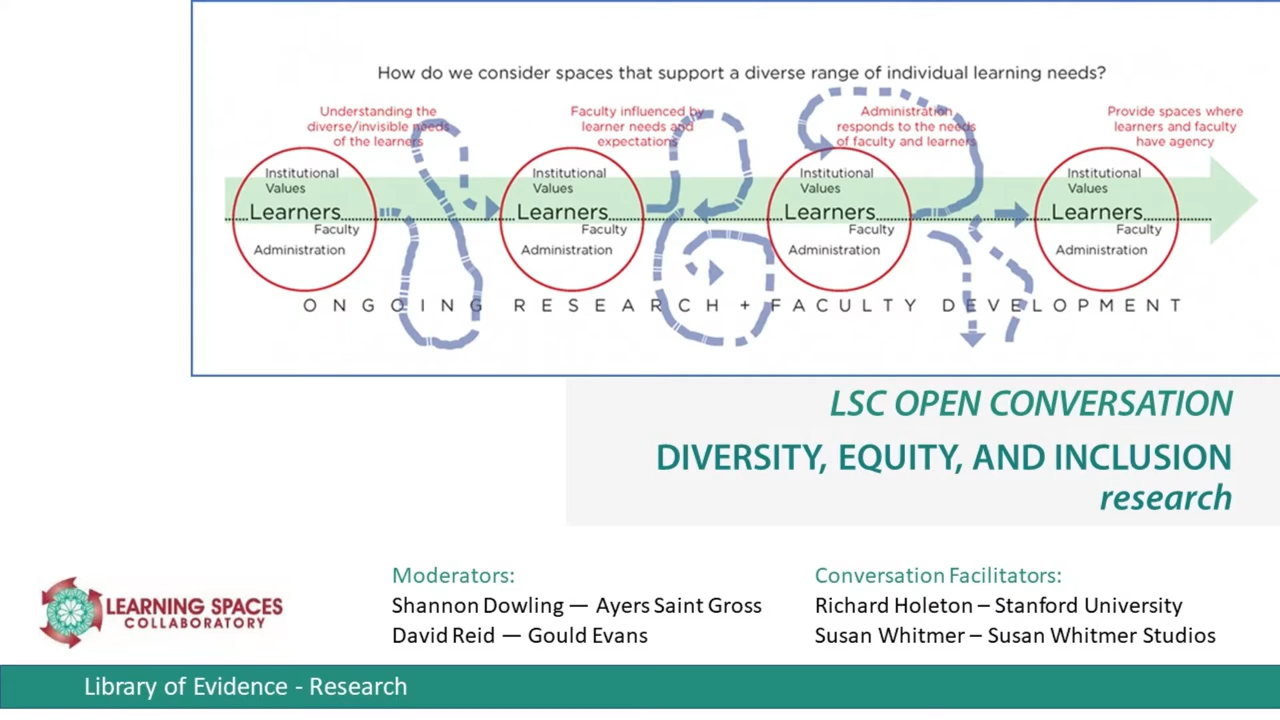 How do we consider spaces that support a diverse range of individual learning needs?
Understanding the
diverse/invisible needs
of the learners
Faculty influenced by
learner needs and
expectations
Administration
responds to the needs
of faculty and learners
Provide spaces where
learners and faculty
have agency
Institutional
Values
Learners
Faculty
Administration
Institutional
Values
Learners
Faculty
Administration
Institutional
Values
Learners
Faculty
Administration
Institutional
Values
Learners
Faculty
Administration
ONGOING RESEARCH + FACULTY DEVELOPMENT
LSC OPEN CONVERSATION
DIVERSITY, EQUITY, AND INCLUSION
research
LEARNING SPACES
COLLABORATORY
Moderators:
Shannon Dowling — Ayers Saint Gross
David Reid — Gould Evans
Conversation Facilitators:
Richard Holeton – Stanford University
Susan Whitmer – Susan Whitmer Studios
Library of Evidence - Research